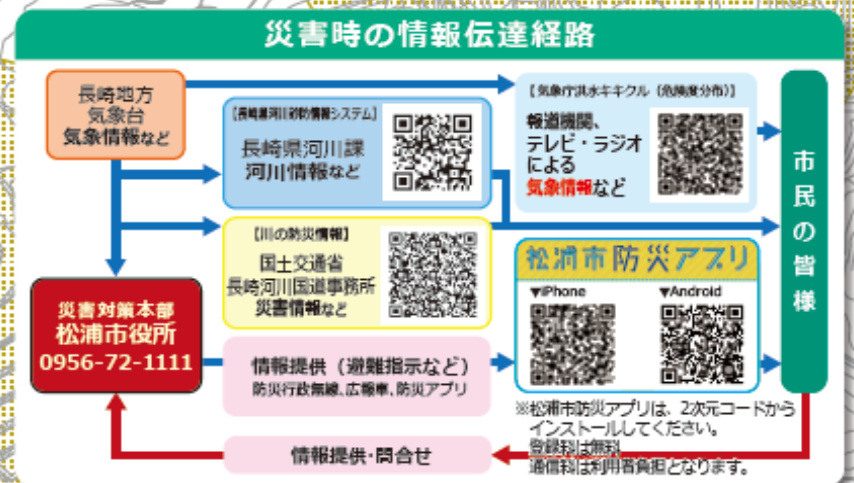 災害時の情報伝達経路
長崎地方
気象台
気象情報など
【長崎県河川砂防情報システム】
長崎県河川課
河川情報など
【気象庁洪水キキクル（危険度分布）】
報道機関、
テレビ・ラジオ
による
気象情報など
【川の防災情報】
国土交通省
長崎河川国道事務所
災害情報など
松浦市防災アプリ
▼iPhone
▼Android
災害対策本部
松浦市役所
0956-72-1111
情報提供（避難指示など）
防災行政無線、広報車、防災アプリ
※松浦市防災アプリは、2次元コードから
インストールしてください。
登録料は無料
通信料は利用者負担となります。
情報提供・問合せ
市民の皆様